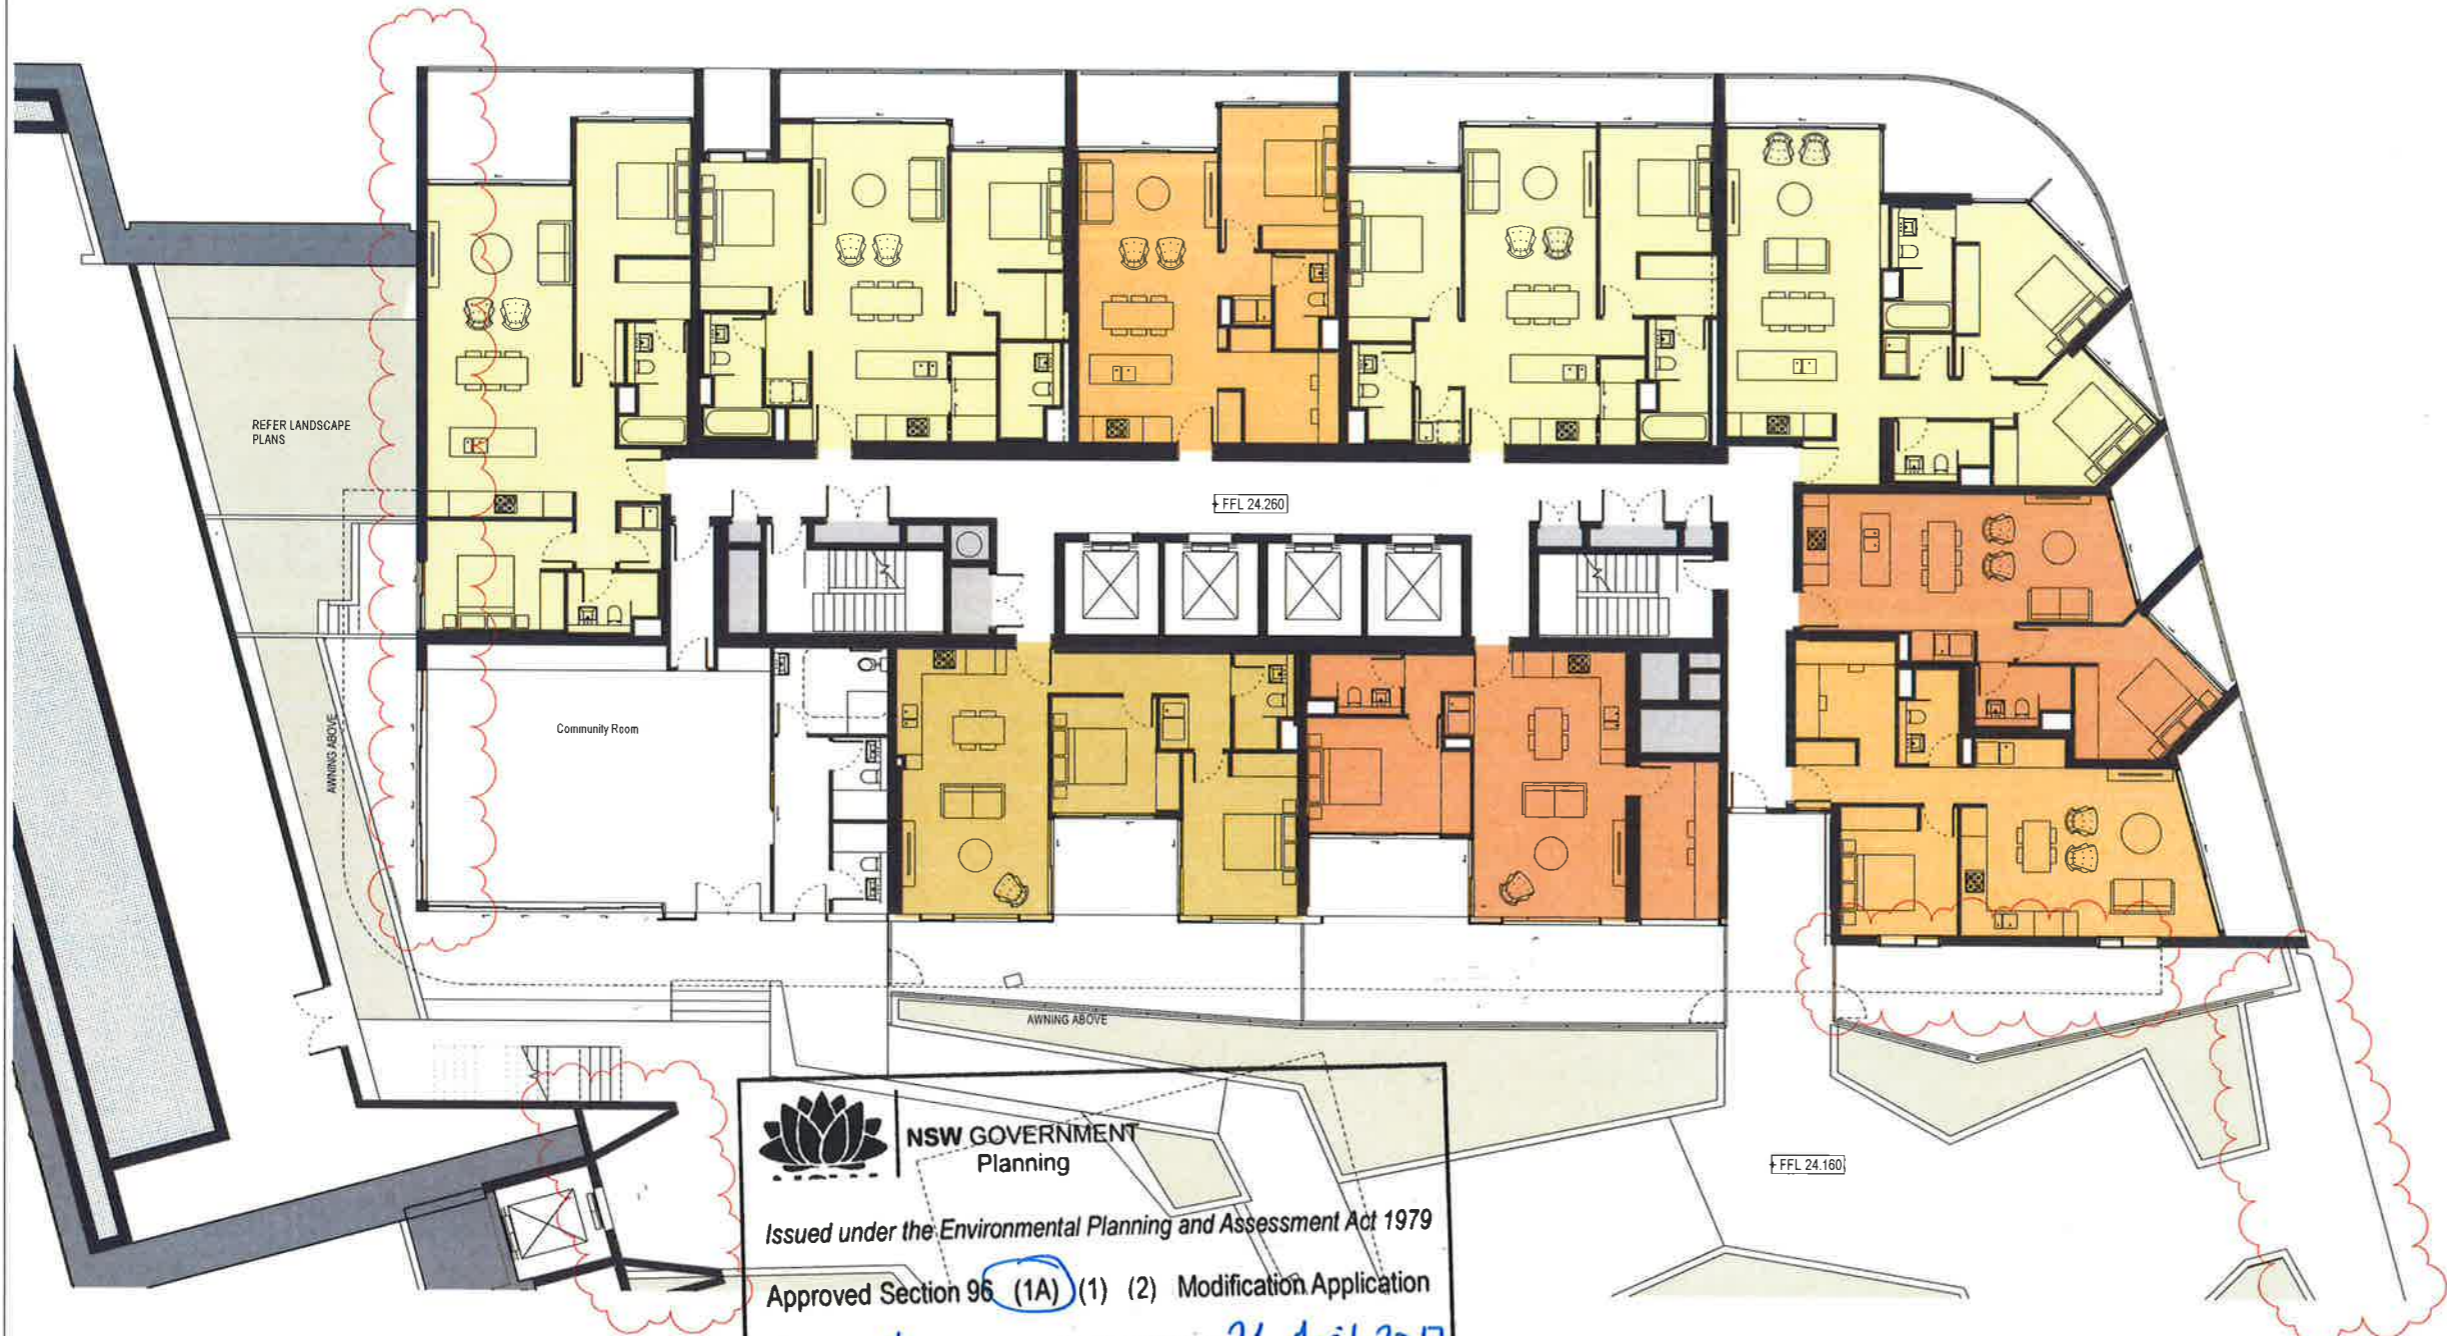 REFER LANDSCAPE
PLANS
+ FFL 24.260
AWNING ABOVE
Community Room
AWNING ABOVE
+ FFL 24.160
NSW GOVERNMENT
Planning
Issued under the Environmental Planning and Assessment Act 1979
Approved Section 96 (1A) (1) (2) Modification Application